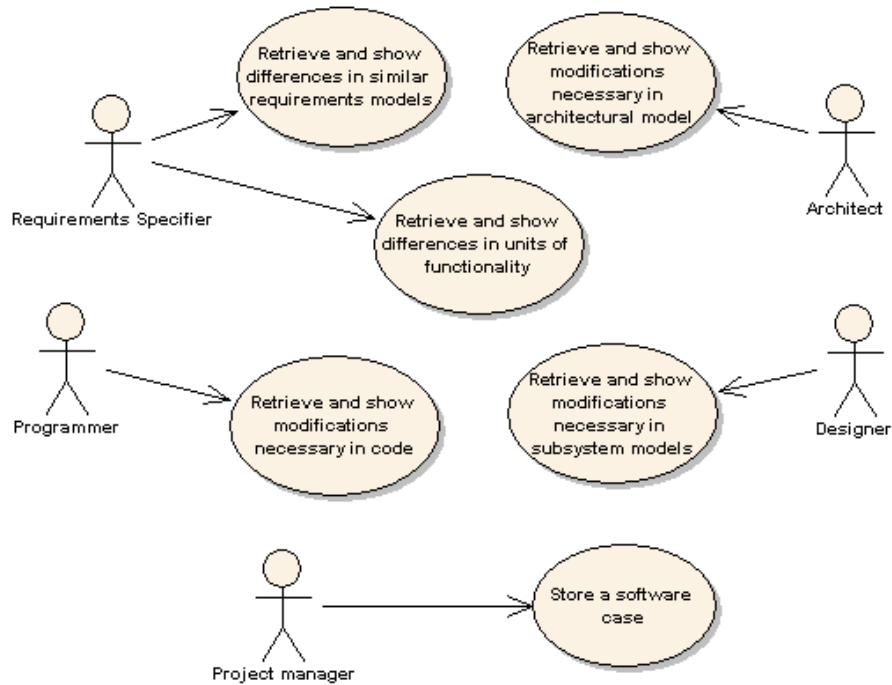 Retrieve and show
differences in similar
requirements models
Retrieve and show
modifications
necessary in
architectural model
Requirements Specifier
Architect
Retrieve and show
differences in units of
functionality
Programmer
Retrieve and show
modifications
necessary in code
Retrieve and show
modifications
necessary in
subsystem models
Designer
Project manager
Store a software
case